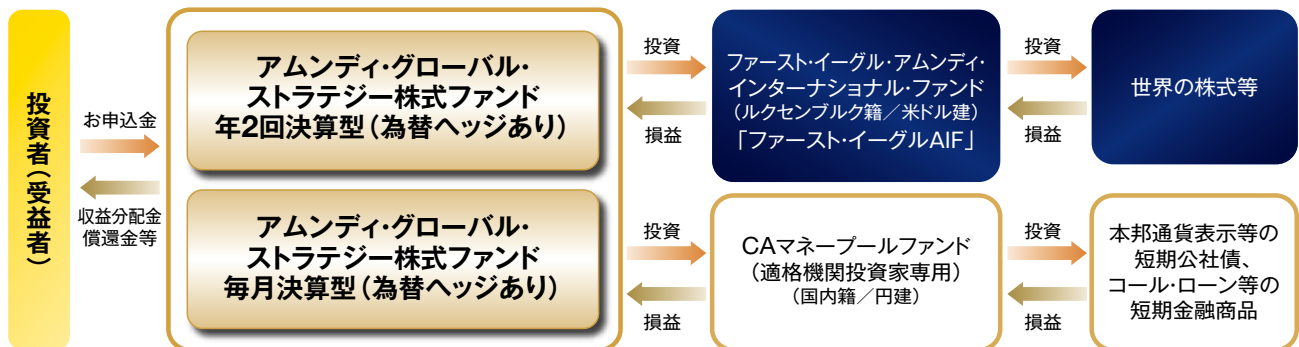 投資者(受益者)
お申込金
収益分配金
償還金等
アムンディ・グローバル・
ストラテジー株式ファンド
年2回決算型(為替ヘッジあり)
アムンディ・グローバル・
ストラテジー株式ファンド
毎月決算型(為替ヘッジあり)
投資
損益
ファースト・イーグル・アムンディ・
インターナショナル・ファンド
(ルクセンブルク籍/米ドル建)
「ファースト・イーグルAIF」
投資
損益
世界の株式等
投資
損益
CAマネープールファンド
(適格機関投資家専用)
(国内籍/円建)
投資
損益
本邦通貨表示等の
短期公社債、
コール・ローン等の
短期金融商品